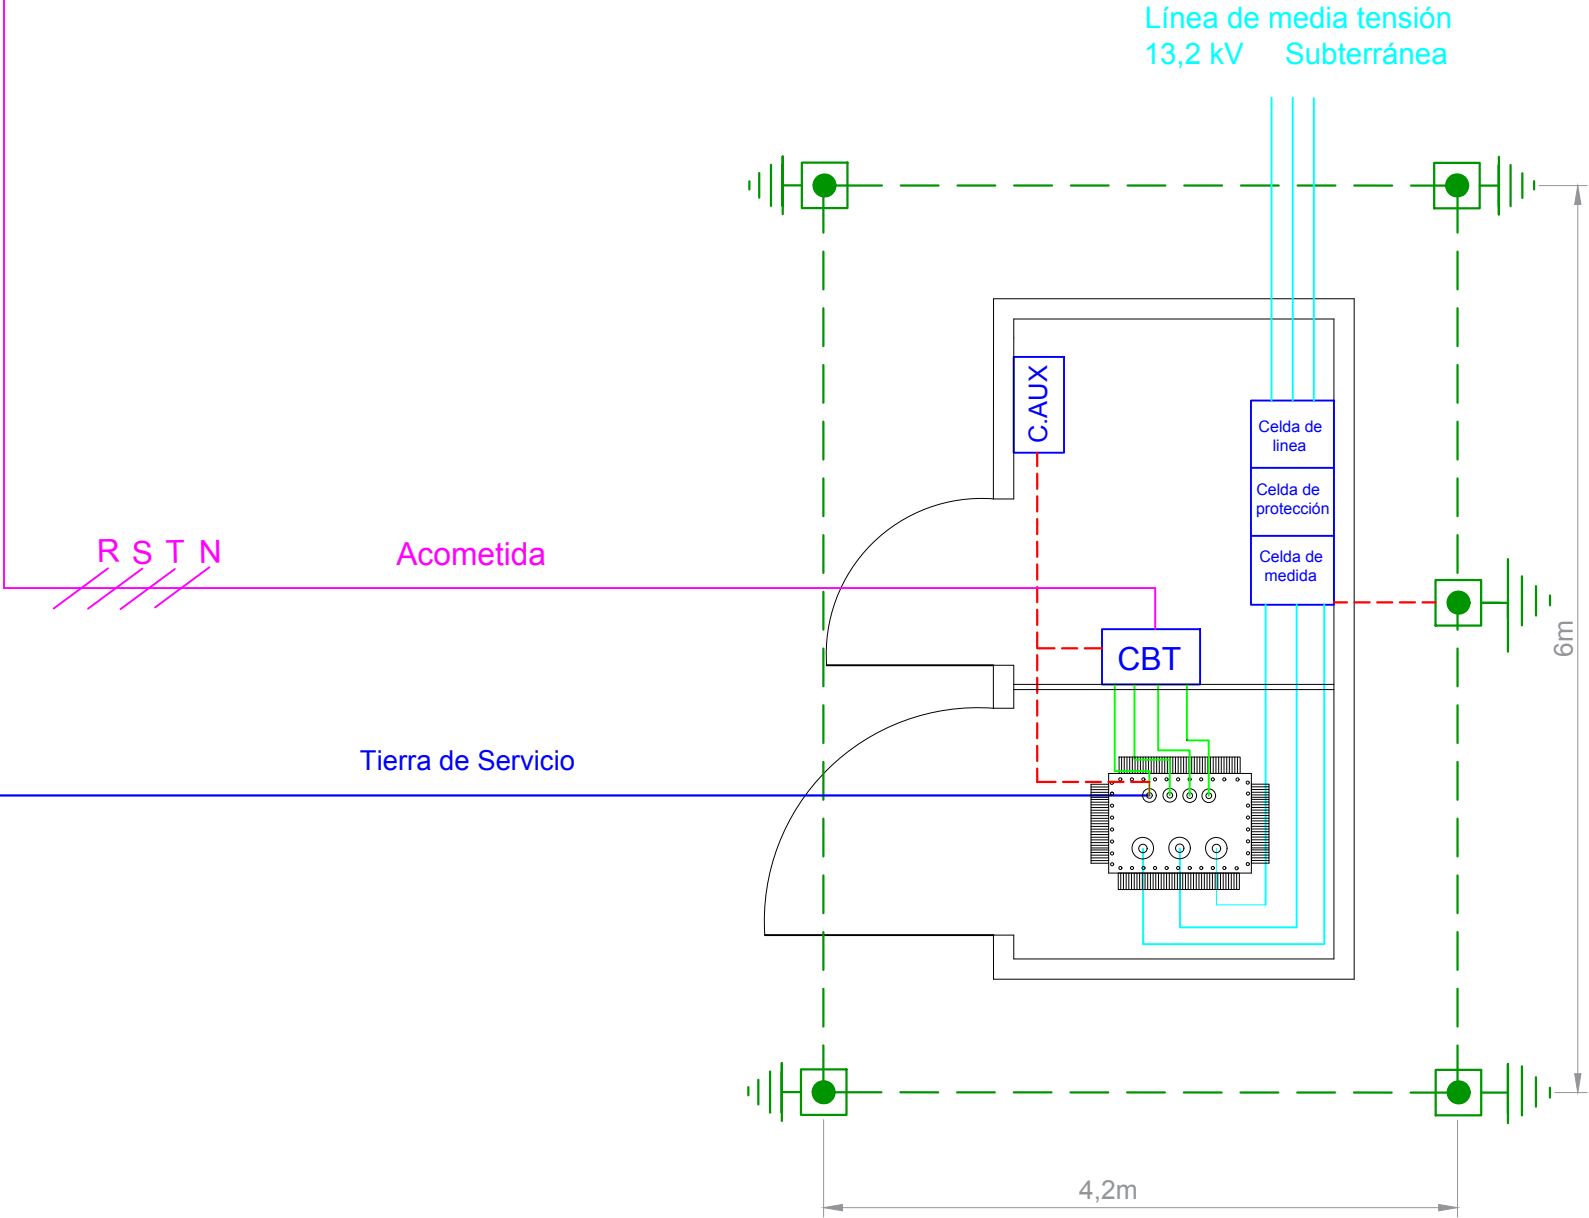 Línea de media tensión
13,2 kV Subterránea
C.AUX
Celda de
linea
Celda de
protección
Celda de
medida
R S T N
Acometida
CBT
6m
Tierra de Servicio
4,2m